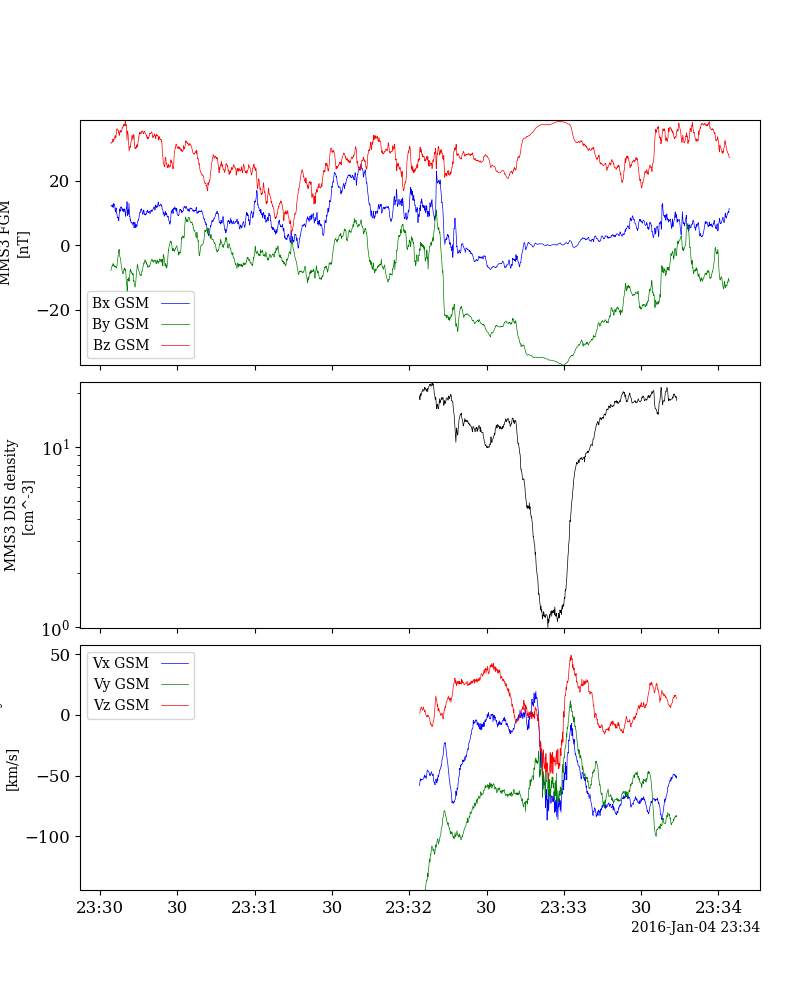 MMS3 FGM
[nT]
20
0
−20
Bx GSM
By GSM
Bz GSM
MMS3 DIS density
[cm^-3]
10^1
10^0
[km/s]
50
0
−50
−100
Vx GSM
Vy GSM
Vz GSM
23:30 30 23:31 30 23:32 30 23:33 30 23:34
2016-Jan-04 23:34